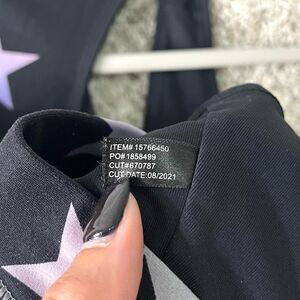 ITEM# 15766450
PO# 1858499
CUT#670787
CUT DATE:08/2021